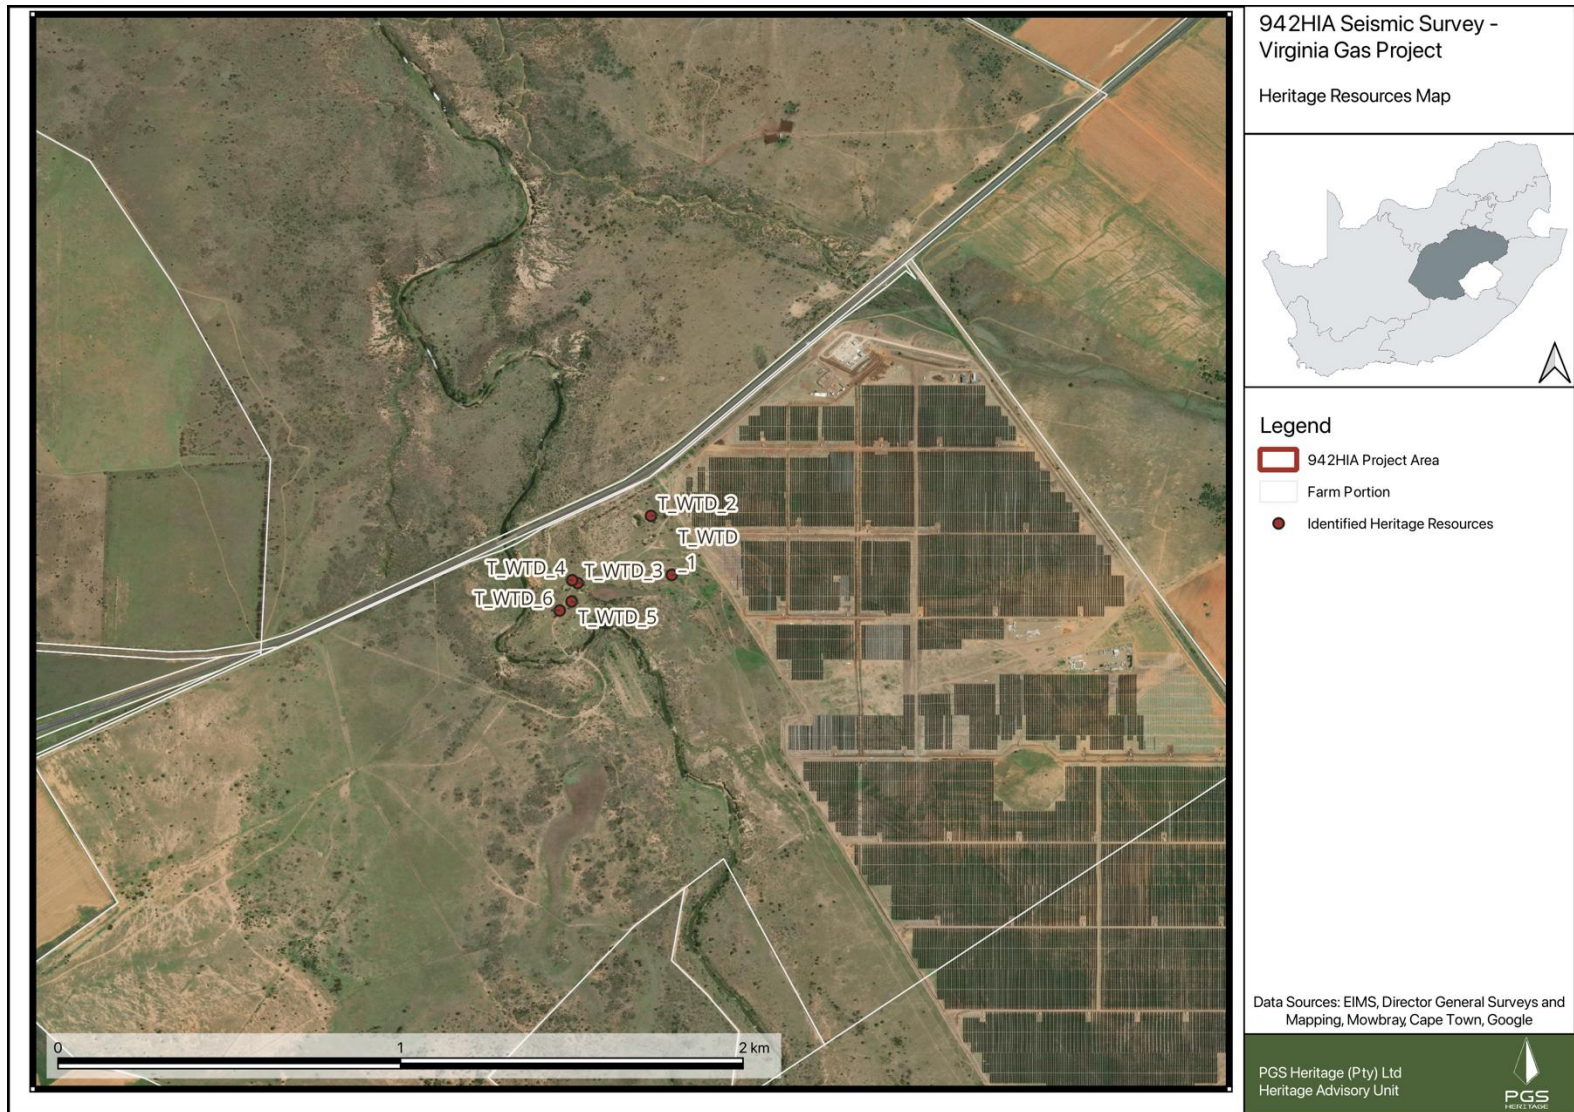 942HIA Seismic Survey -
Virginia Gas Project
Heritage Resources Map
T_WTD_2
T_WTD
_1
T_WTD_4
T_WTD_3
T_WTD_6
T_WTD_5
Legend
942HIA Project Area
Farm Portion
Identified Heritage Resources
0 1 2 km
Data Sources: EIMS, Director General Surveys and
Mapping, Mowbray, Cape Town, Google
PGS Heritage (Pty) Ltd
Heritage Advisory Unit
PGS
HERITAGE